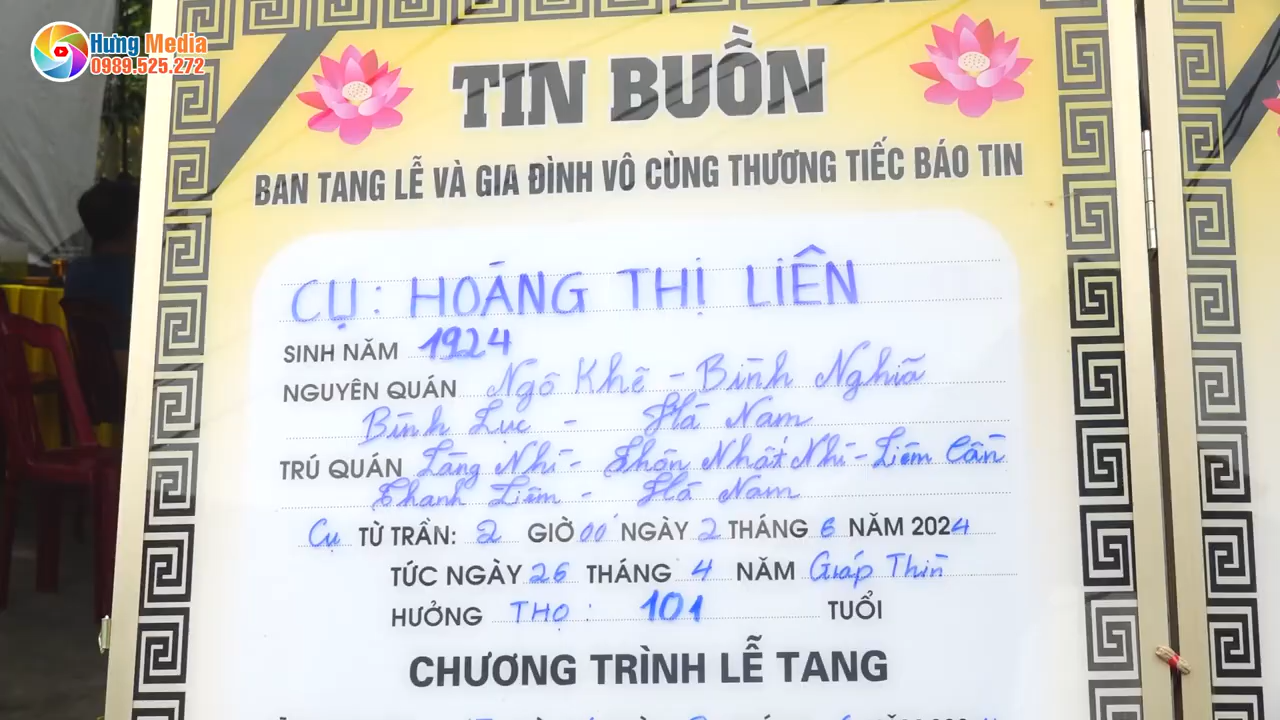 Hưng Media
0989.525.272
TIN BUỒN
BAN TANG LỄ VÀ GIA ĐÌNH VÔ CÙNG THƯƠNG TIẾC BÁO TIN
CỤ: HOÀNG THỊ LIÊN
SINH NĂM 1924
NGUYÊN QUÁN Ngô Khê - Bình Nghĩa
Bình Lục - Hà Nam
TRÚ QUÁN Làng Nhí - Thôn Nhất Nhì - Liêm Cần
Thanh Liêm - Hà Nam
Cụ TỪ TRẦN: 2 GIỜ 00' NGÀY 2 THÁNG 6 NĂM 2024
TỨC NGÀY 26 THÁNG 4 NĂM Giáp Thìn
HƯỞNG THỌ: 101 TUỔI
CHƯƠNG TRÌNH LỄ TANG